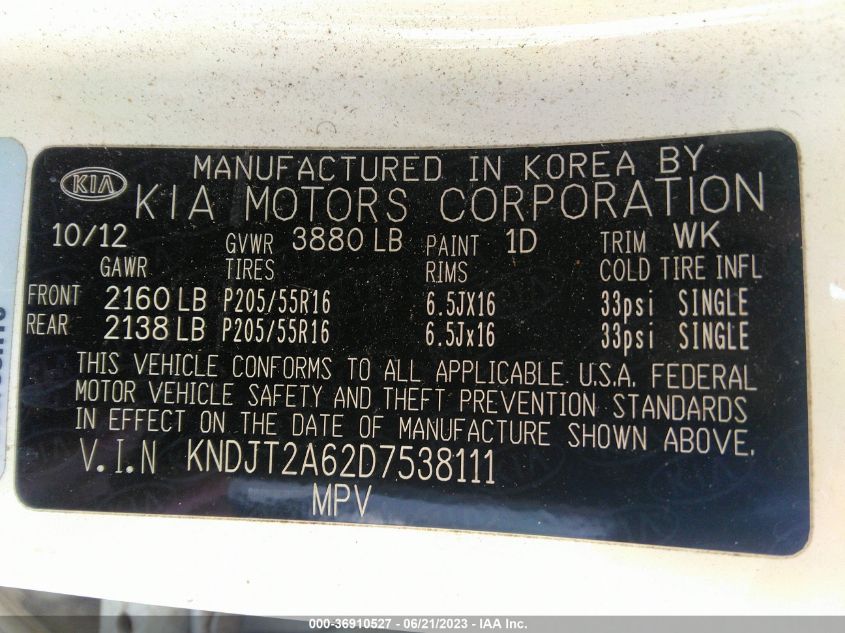 MANUFACTURED IN KOREA BY
KIA KIA MOTORS CORPORATION
10/12 GVWR 3880 LB PAINT 1D TRIM WK
GAWR TIRES RIMS COLD TIRE INFL
FRONT 2160 LB P205/55R16 6.5JX16 33psi SINGLE
REAR 2138 LB P205/55R16 6.5Jx16 33psi SINGLE
THIS VEHICLE CONFORMS TO ALL APPLICABLE U.S.A. FEDERAL
MOTOR VEHICLE SAFETY AND THEFT PREVENTION STANDARDS
IN EFFECT ON THE DATE OF MANUFACTURE SHOWN ABOVE.
V.I.N KNDJT2A62D7538111
MPV
000-36910527 - 06/21/2023 - IAA Inc.